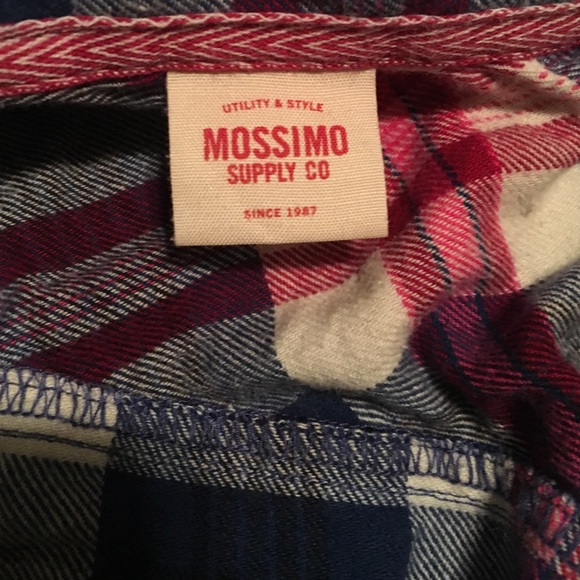 UTILITY & STYLE
MOSSIMO
SUPPLY CO
SINCE 1987